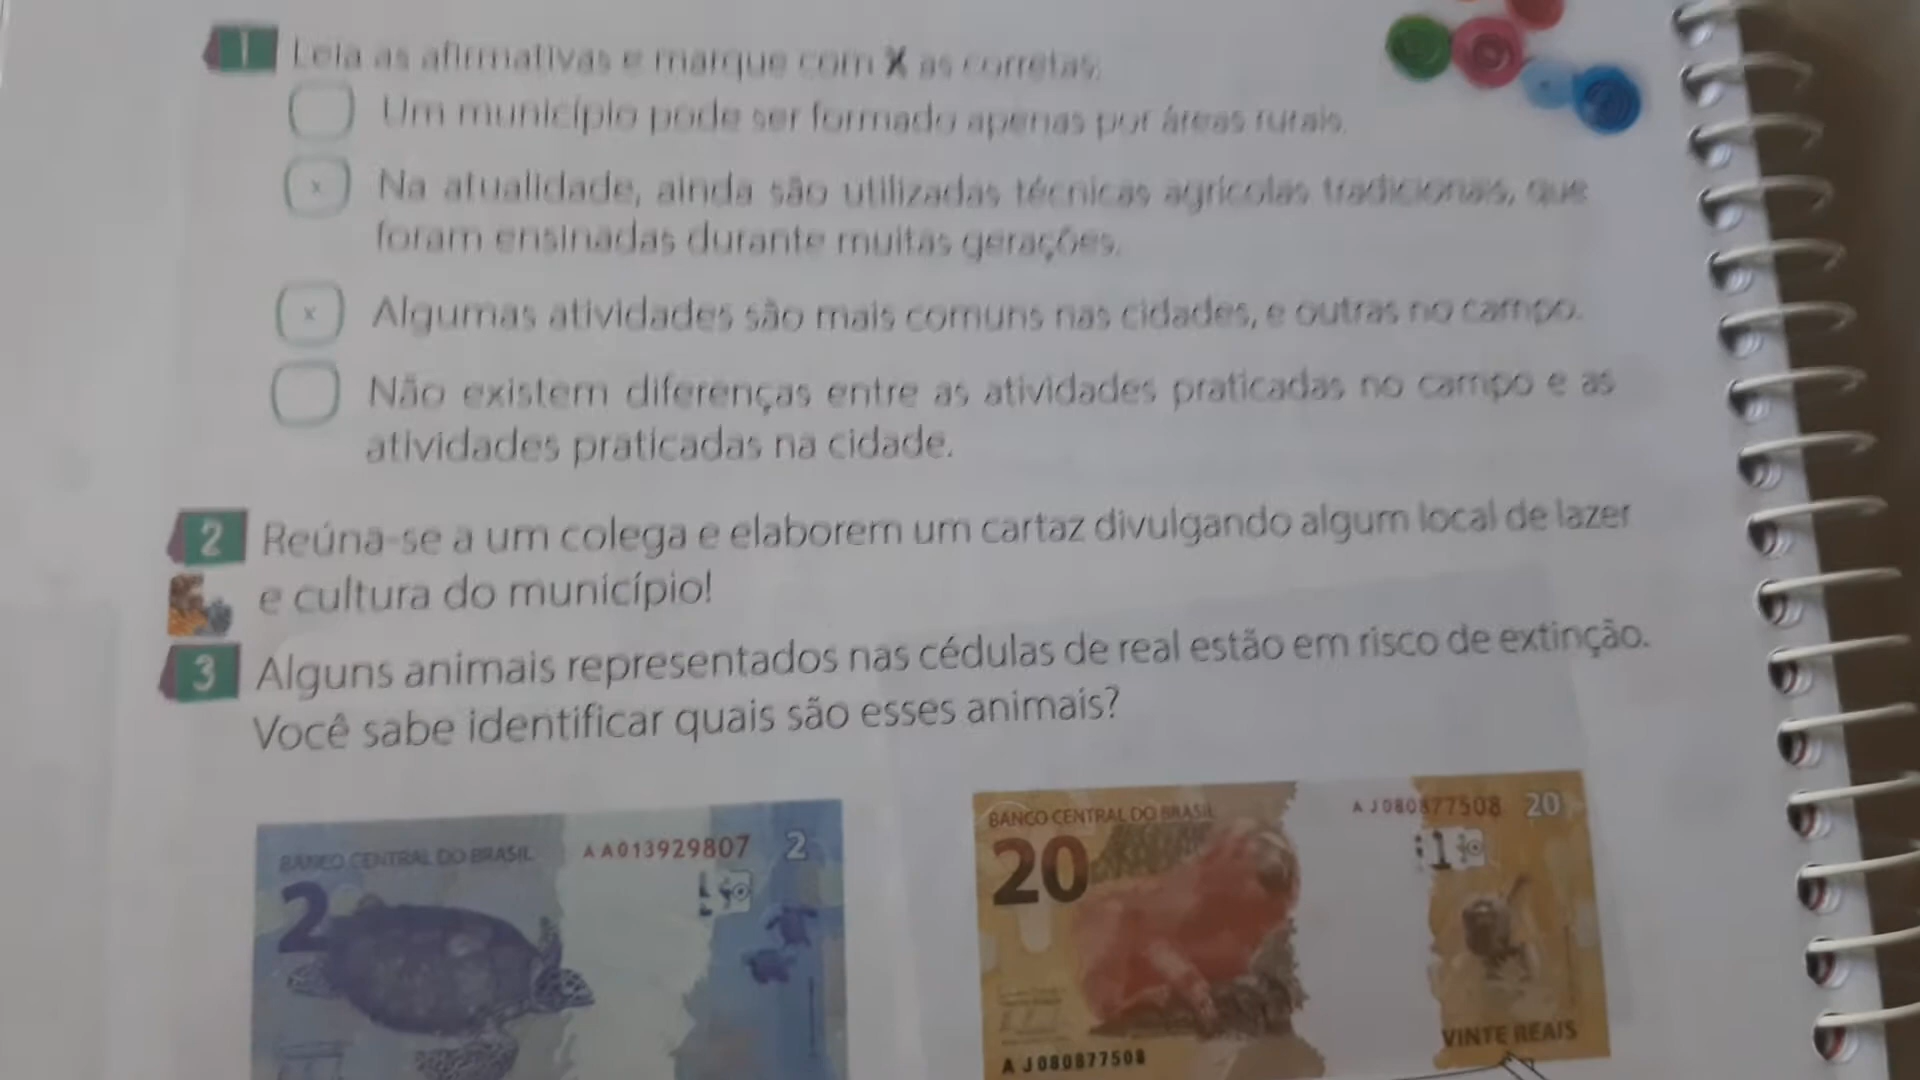 1 Leia as afirmativas e marque com X as corretas.
Um município pode ser formado apenas por áreas rurais.
x Na atualidade, ainda são utilizadas técnicas agrícolas tradicionais, que
foram ensinadas durante muitas gerações.
x Algumas atividades são mais comuns nas cidades, e outras no campo.
Não existem diferenças entre as atividades praticadas no campo e as
atividades praticadas na cidade.
2 Reúna-se a um colega e elaborem um cartaz divulgando algum local de lazer
e cultura do município!
3 Alguns animais representados nas cédulas de real estão em risco de extinção.
Você sabe identificar quais são esses animais?
BANCO CENTRAL DO BRASIL AA013929807 2
2
BANCO CENTRAL DO BRASIL AJ080877508 20
20
VINTE REAIS
AJ080877508